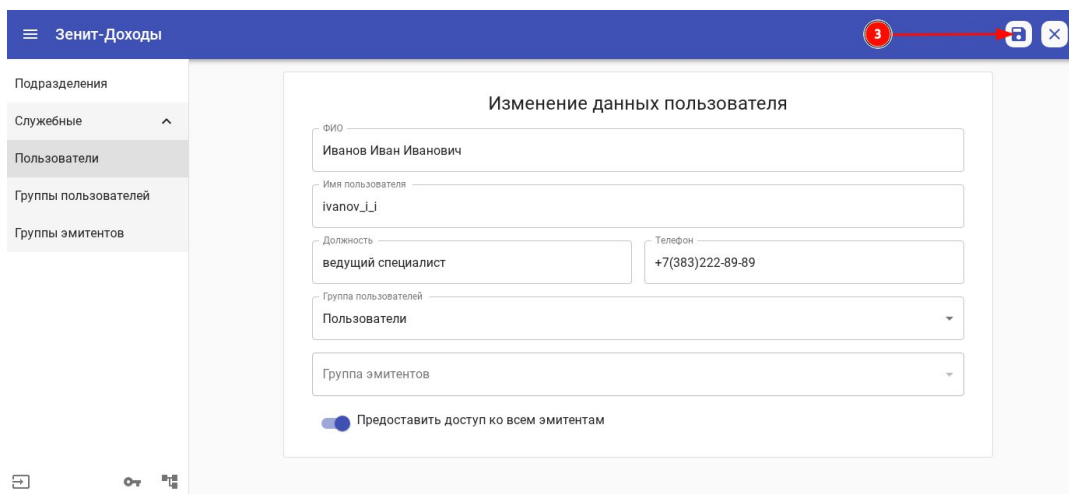 Зенит-Доходы
3
Подразделения
Служебные
Пользователи
Группы пользователей
Группы эмитентов
Изменение данных пользователя
ФИО
Иванов Иван Иванович
Имя пользователя
ivanov_i_i
Должность
ведущий специалист
Телефон
+7(383)222-89-89
Группа пользователей
Пользователи
Группа эмитентов
Предоставить доступ ко всем эмитентам